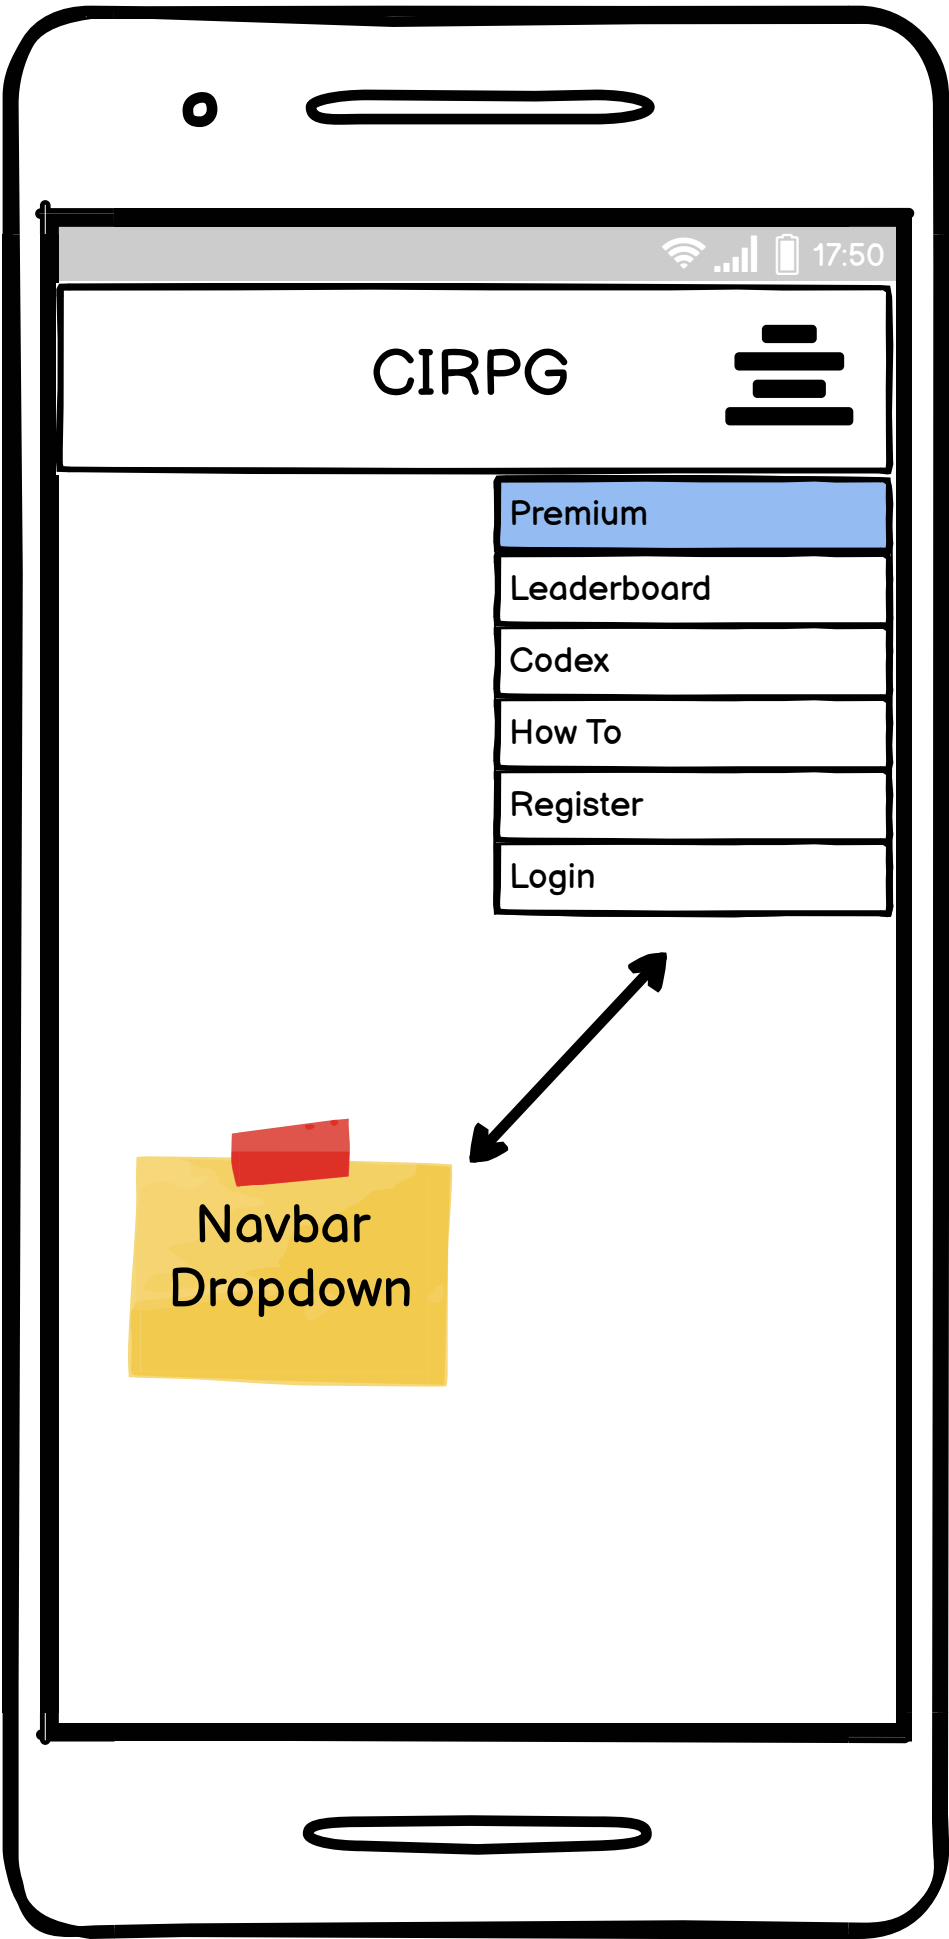 17:50
CIRPG
Premium
Leaderboard
Codex
How To
Register
Login
Navbar
Dropdown